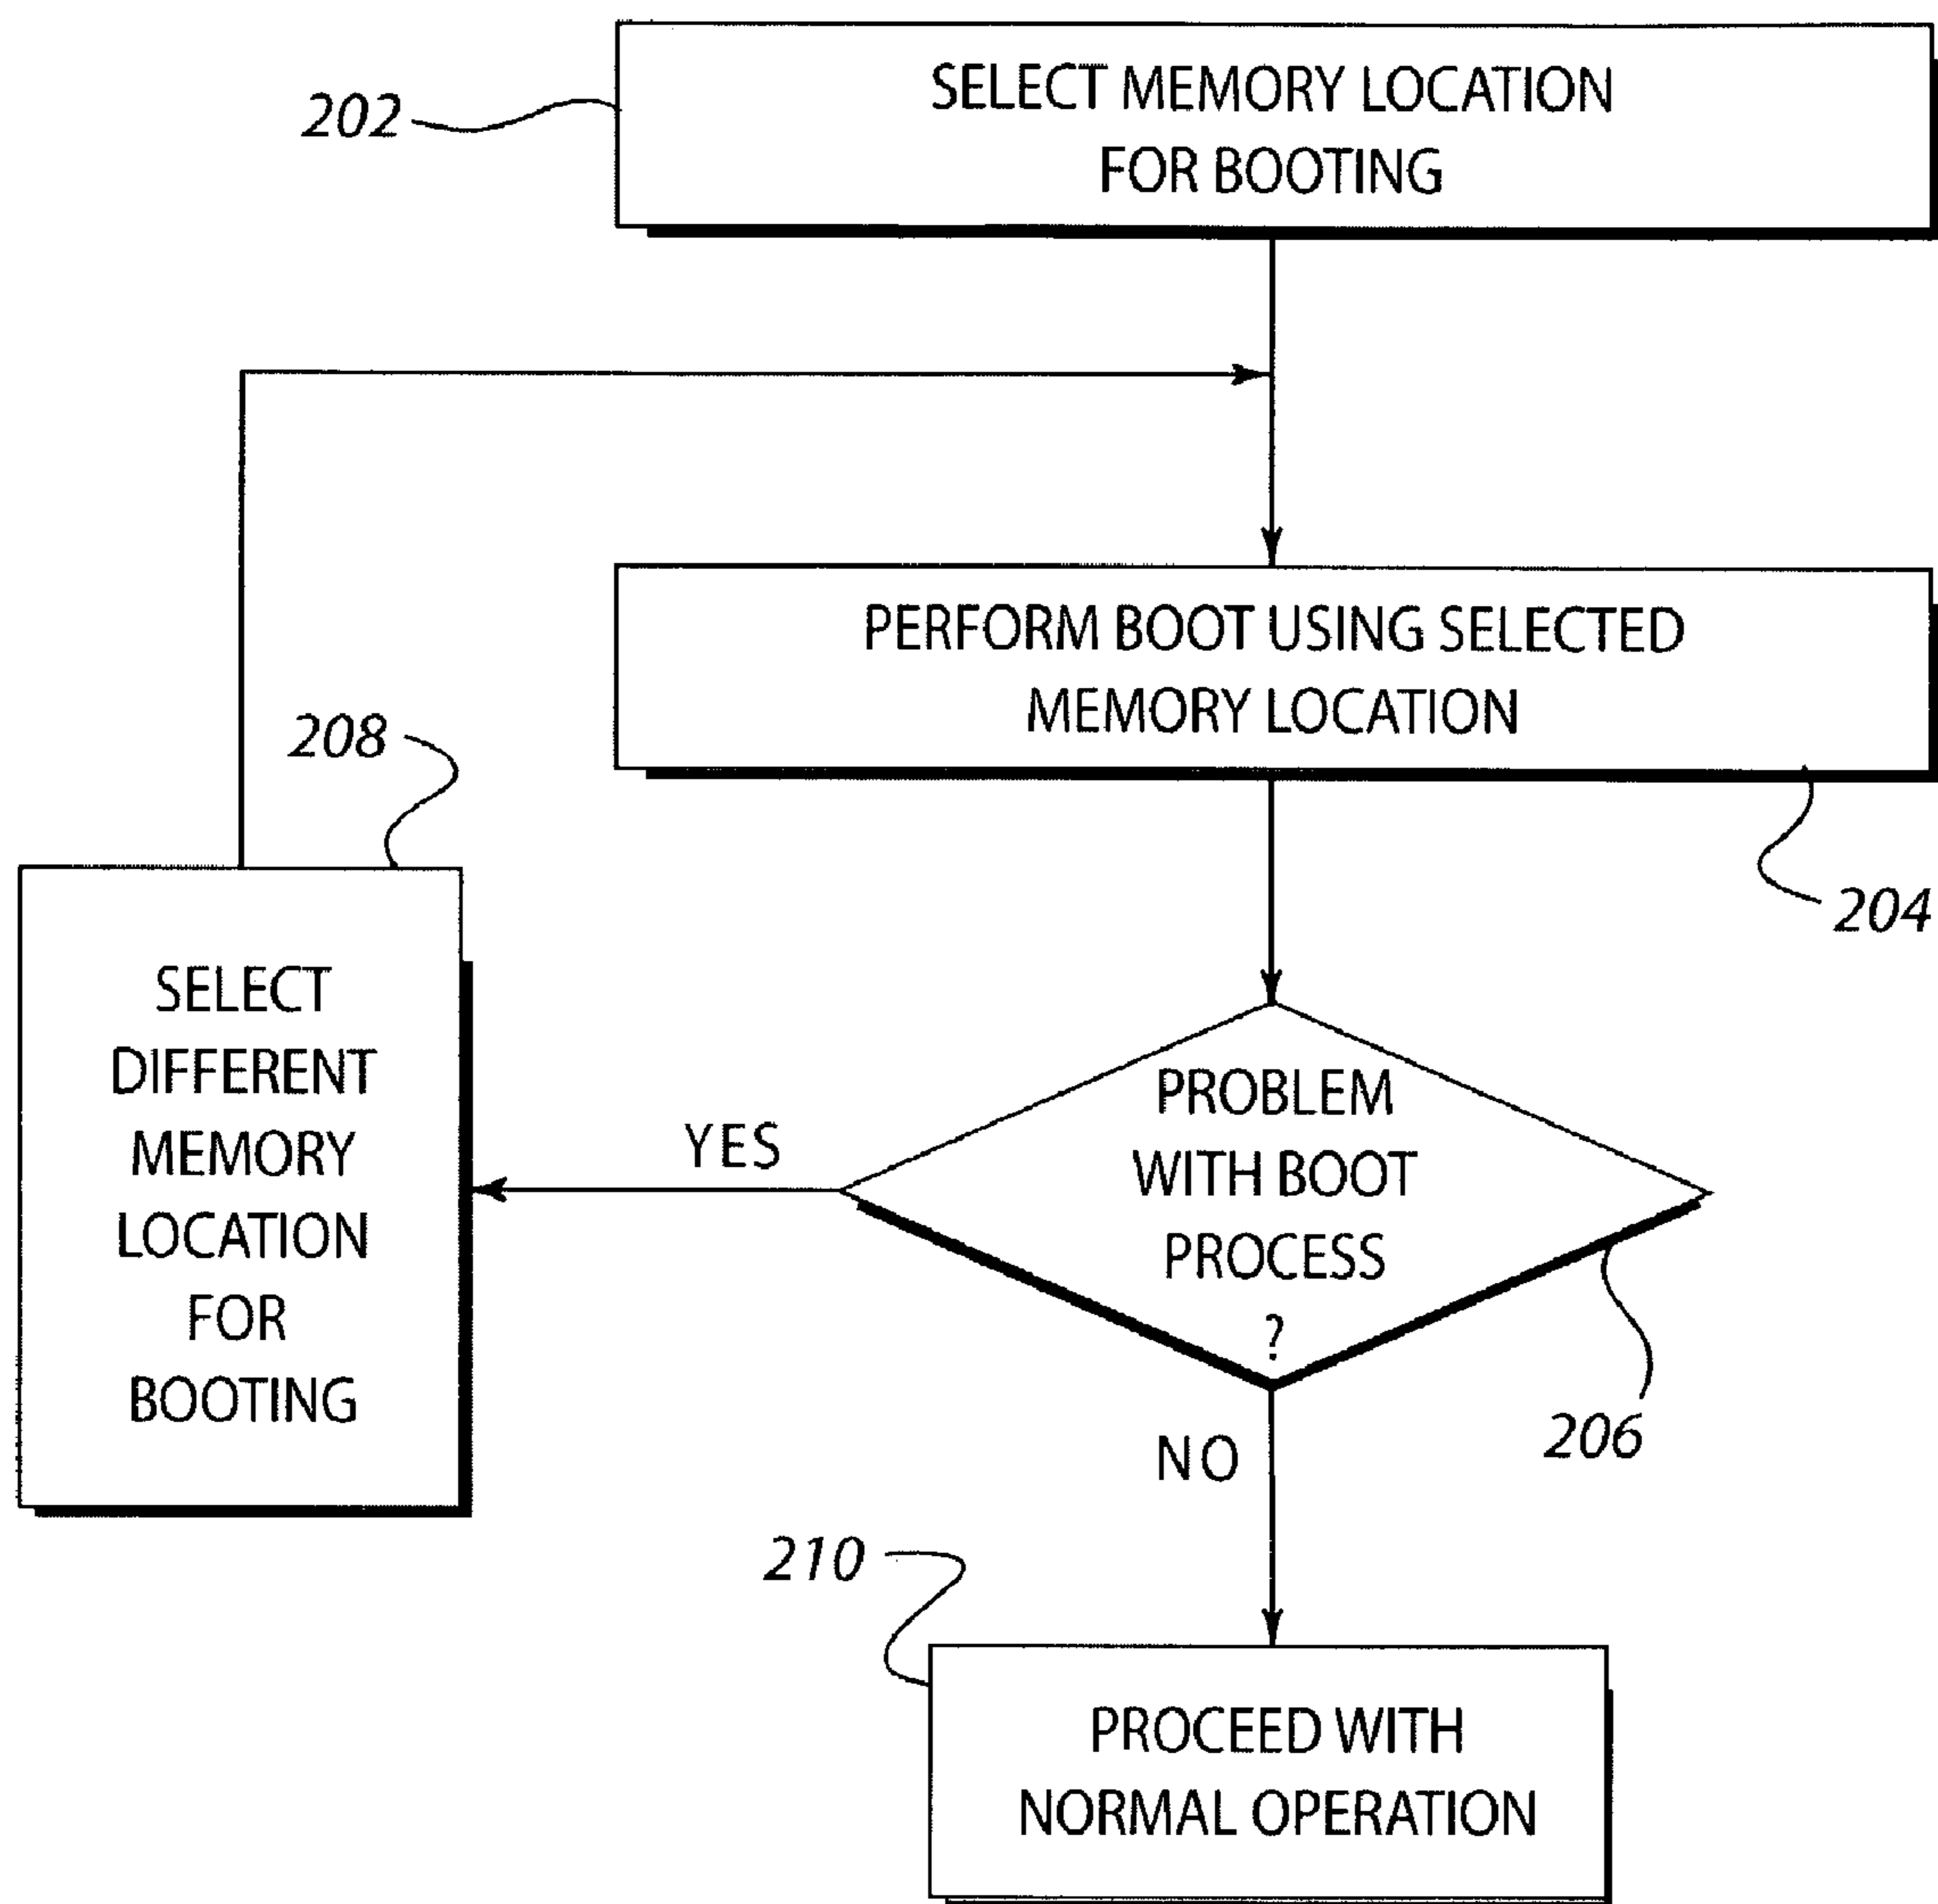 202
SELECT MEMORY LOCATION
FOR BOOTING
PERFORM BOOT USING SELECTED
MEMORY LOCATION
204
208
SELECT
DIFFERENT
MEMORY
LOCATION
FOR
BOOTING
YES
PROBLEM
WITH BOOT
PROCESS
?
206
NO
210
PROCEED WITH
NORMAL OPERATION